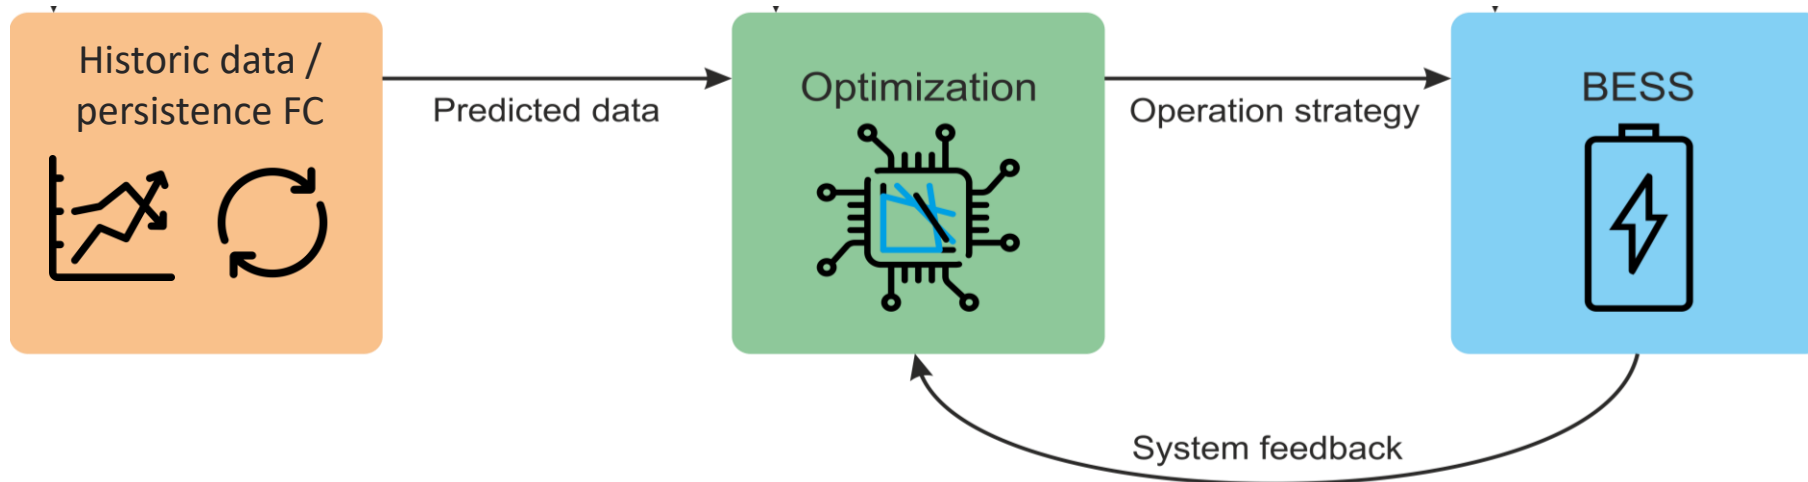 Historic data /
persistence FC
Predicted data
Optimization
Operation strategy
BESS
System feedback